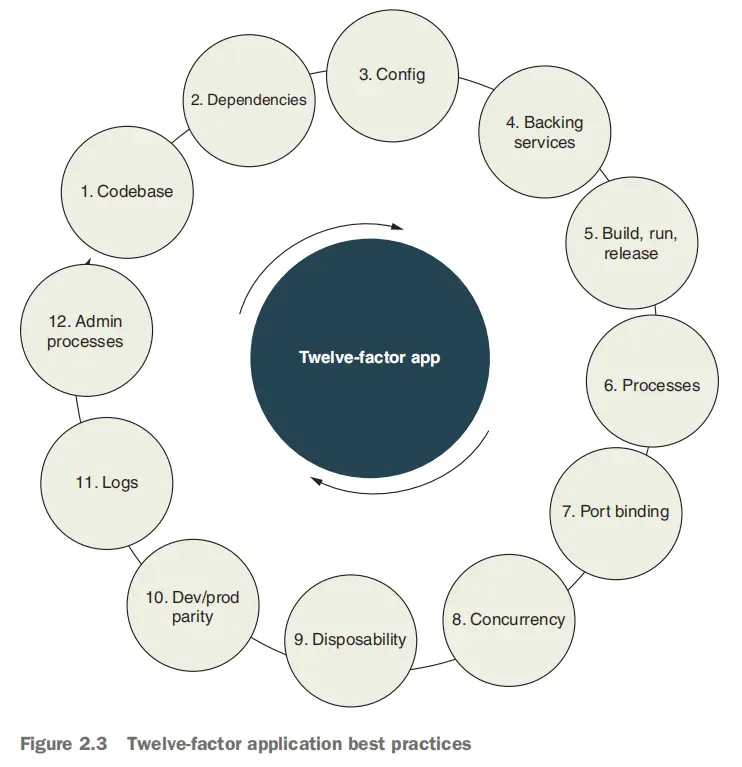 1. Codebase
2. Dependencies
3. Config
4. Backing
services
5. Build, run,
release
6. Processes
7. Port binding
8. Concurrency
9. Disposability
10. Dev/prod
parity
11. Logs
12. Admin
processes
Twelve-factor app
Figure 2.3 Twelve-factor application best practices